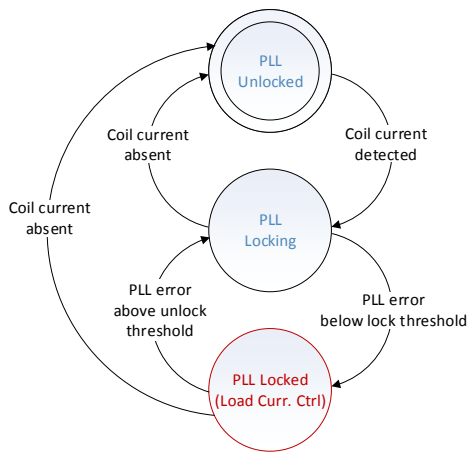 PLL
Unlocked
Coil current
absent
Coil current
detected
Coil current
absent
PLL
Locking
PLL error
above unlock
threshold
PLL error
below lock threshold
PLL Locked
(Load Curr. Ctrl)